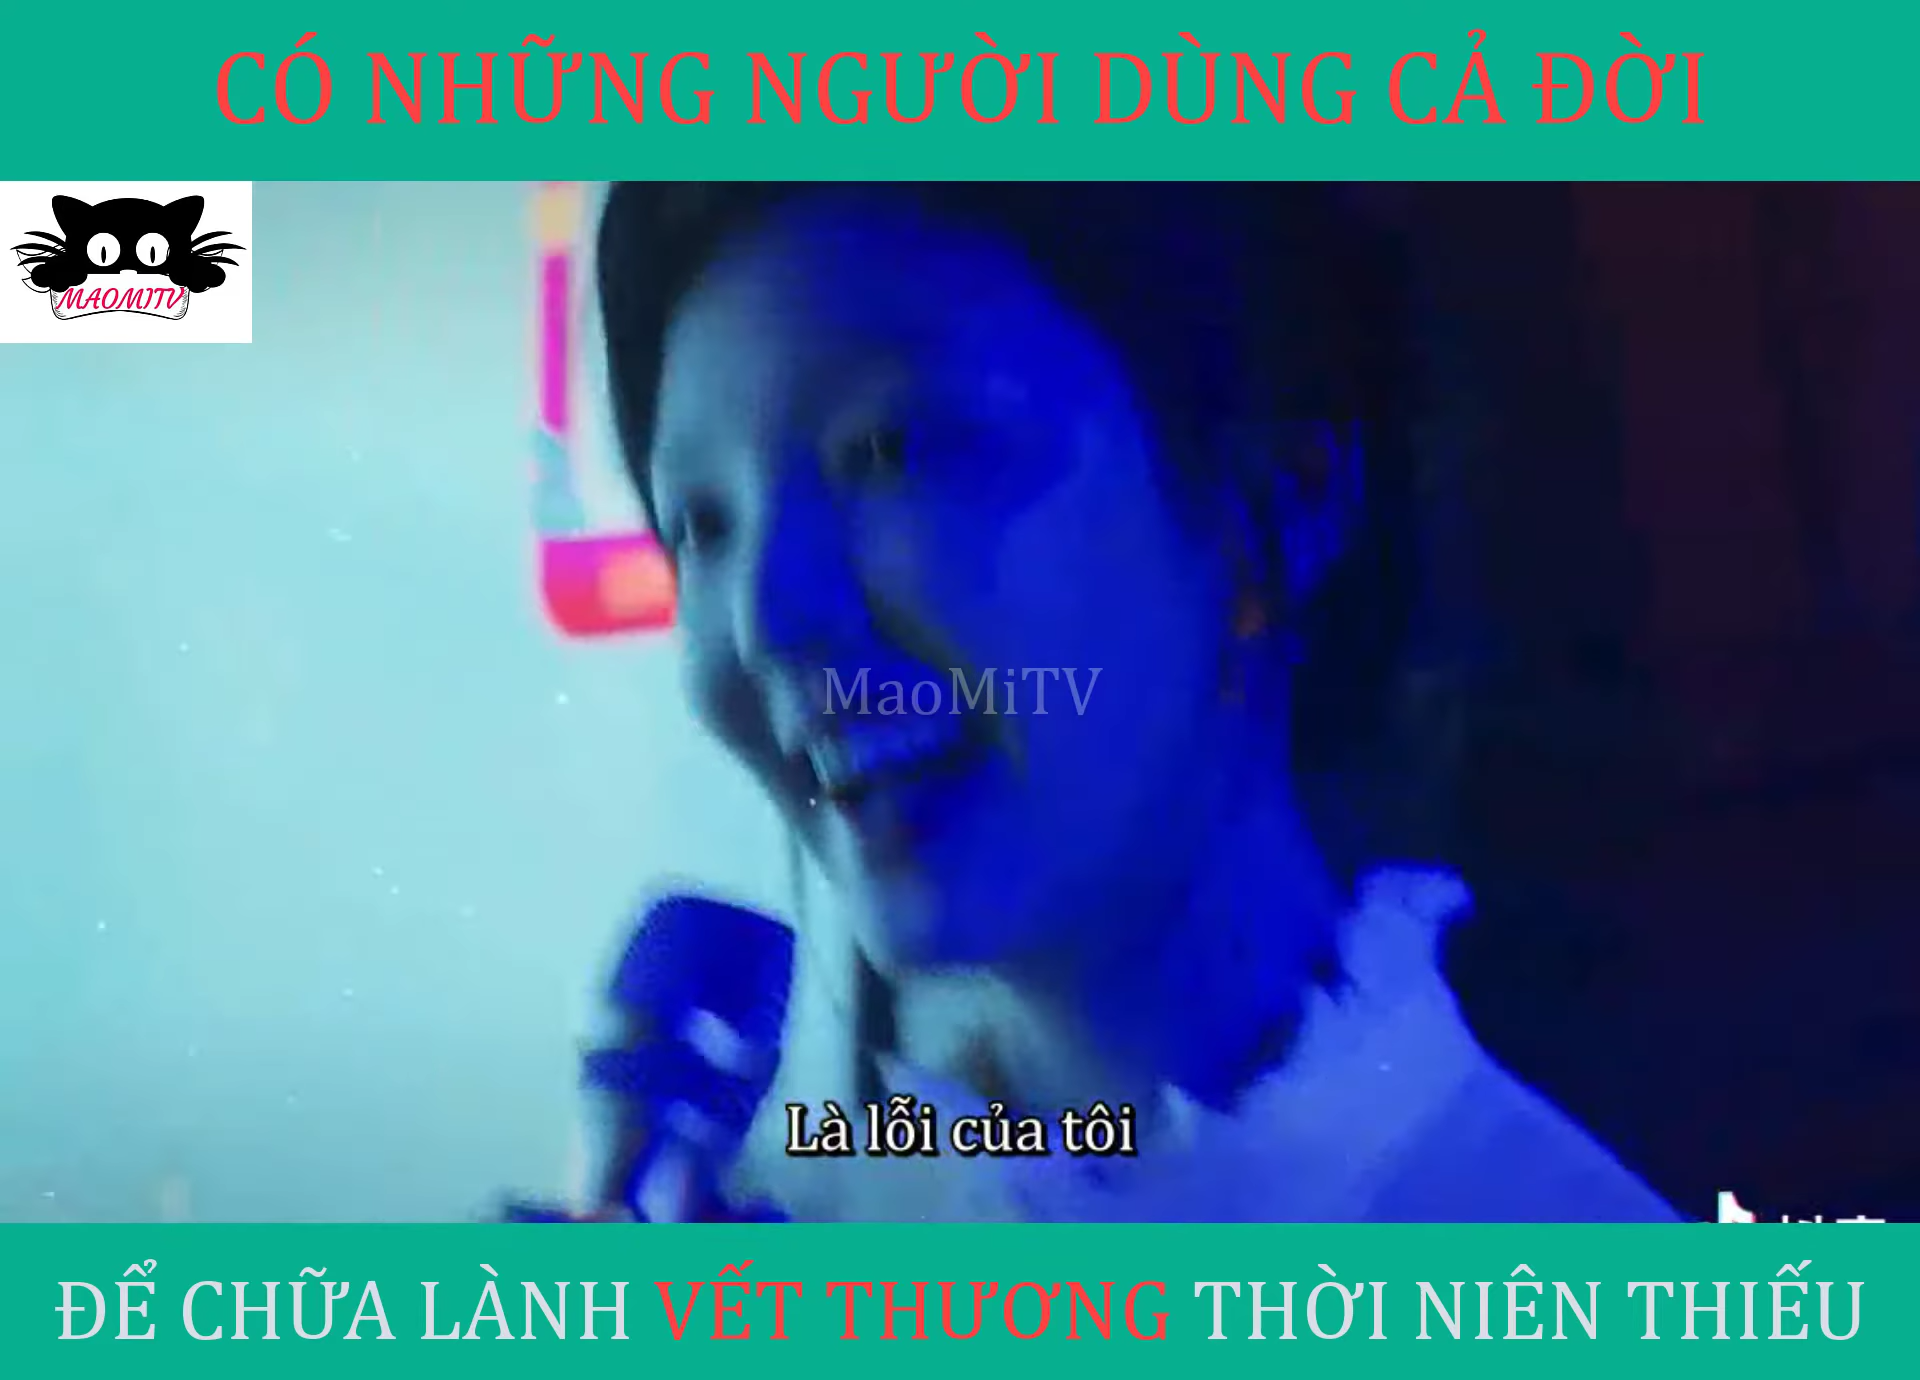 CÓ NHỮNG NGƯỜI DÙNG CẢ ĐỜI
MAOMITV
MaoMiTV
Là lỗi của tôi
ĐỂ CHỮA LÀNH VẾT THƯƠNG THỜI NIÊN THIẾU